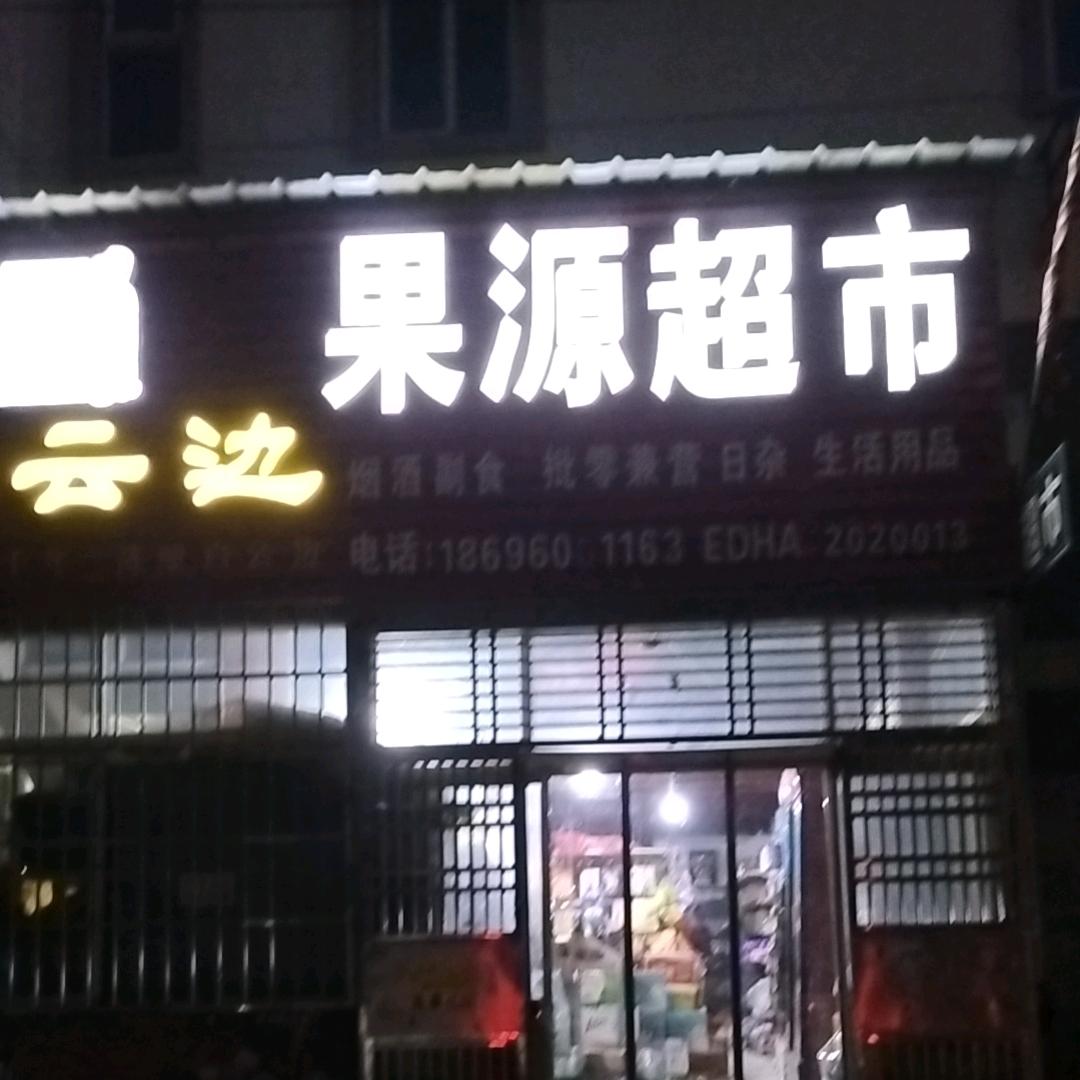 果源超市
云边
烟酒副食 批零兼营 日杂 生活用品
电话:186960 1163 EDHA 2020013
市